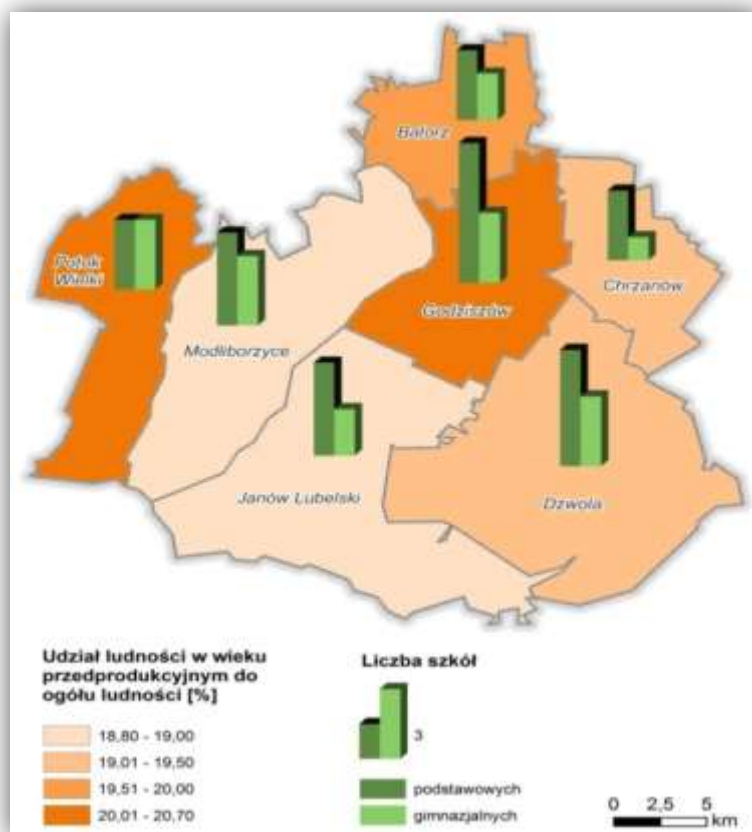 Batorz
Potok
Wielki
Chrzanów
Godziszów
Modliborzyce
Janów Lubelski
Dzwola
Udział ludności w wieku
przedprodukcyjnym do
ogółu ludności [%]
18,80 - 19,00
19.01 - 19,50
19,51 - 20,00
20,01 - 20,70
Liczba szkół
3
podstawowych
gimnazjalnych
0 2,5 5
km